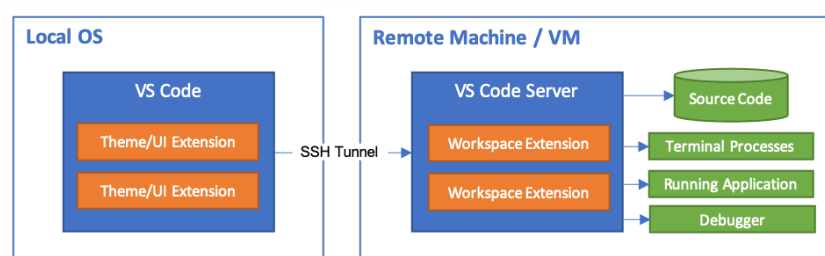 Local OS
VS Code
Theme/UI Extension
Theme/UI Extension
SSH Tunnel
Remote Machine / VM
VS Code Server
Workspace Extension
Workspace Extension
Source Code
Terminal Processes
Running Application
Debugger